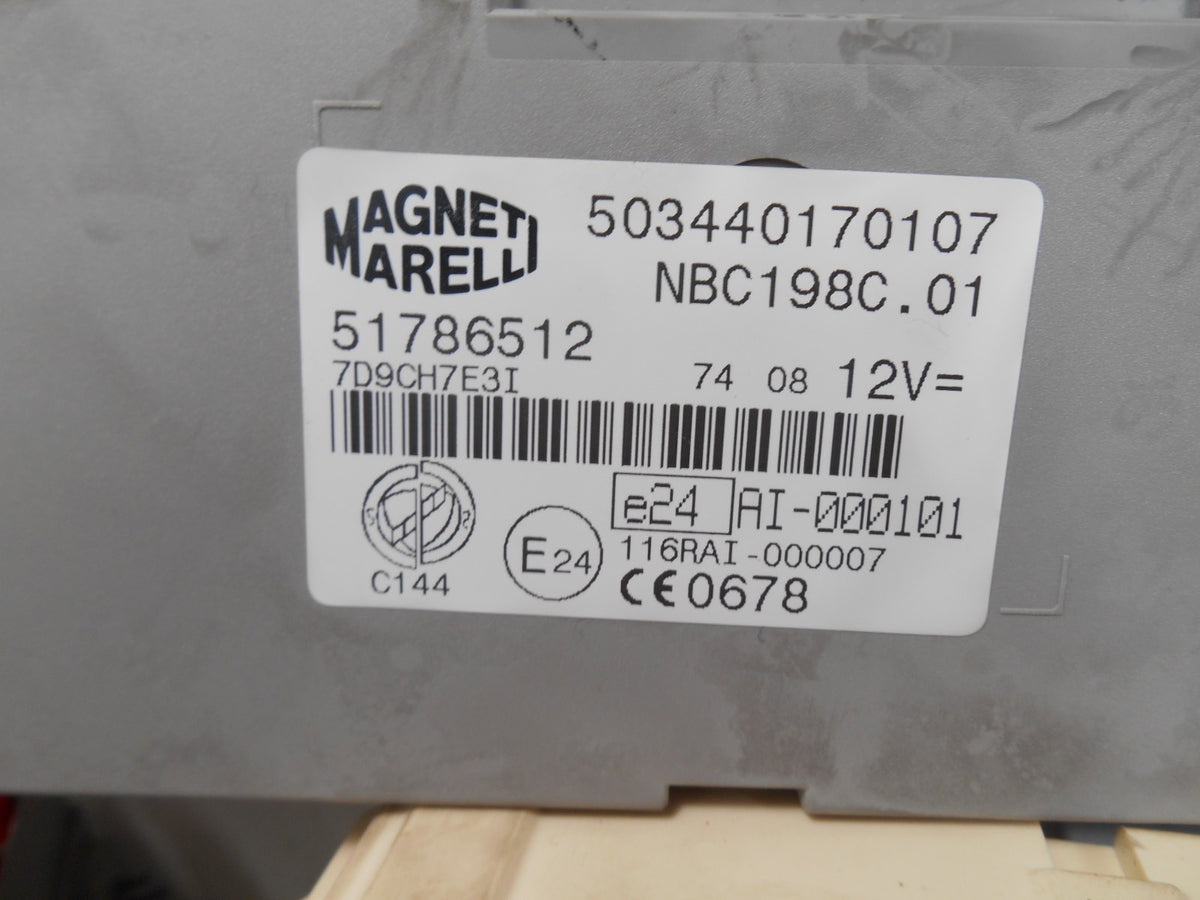 MAGNETI
MARELLI
503440170107
NBC198C.01
51786512
7D9CH7E3I
74 08 12V=
e24 AI-000101
116RAI-000007
E24
C144
CE0678